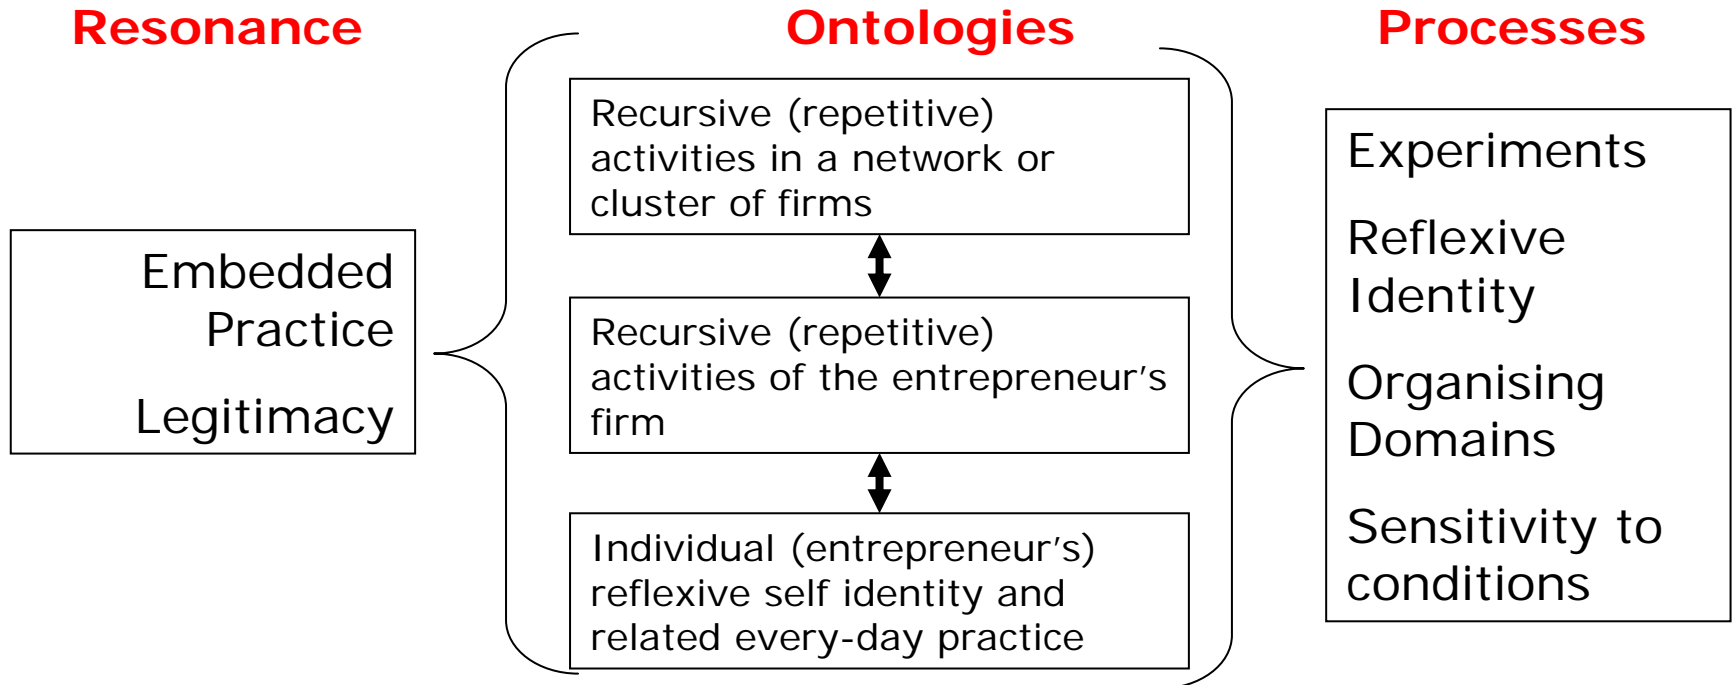 Resonance
Ontologies
Processes
Embedded
Practice
Legitimacy
Recursive (repetitive)
activities in a network or
cluster of firms
Recursive (repetitive)
activities of the entrepreneur’s
firm
Individual (entrepreneur’s)
reflexive self identity and
related every-day practice
Experiments
Reflexive
Identity
Organising
Domains
Sensitivity to
conditions